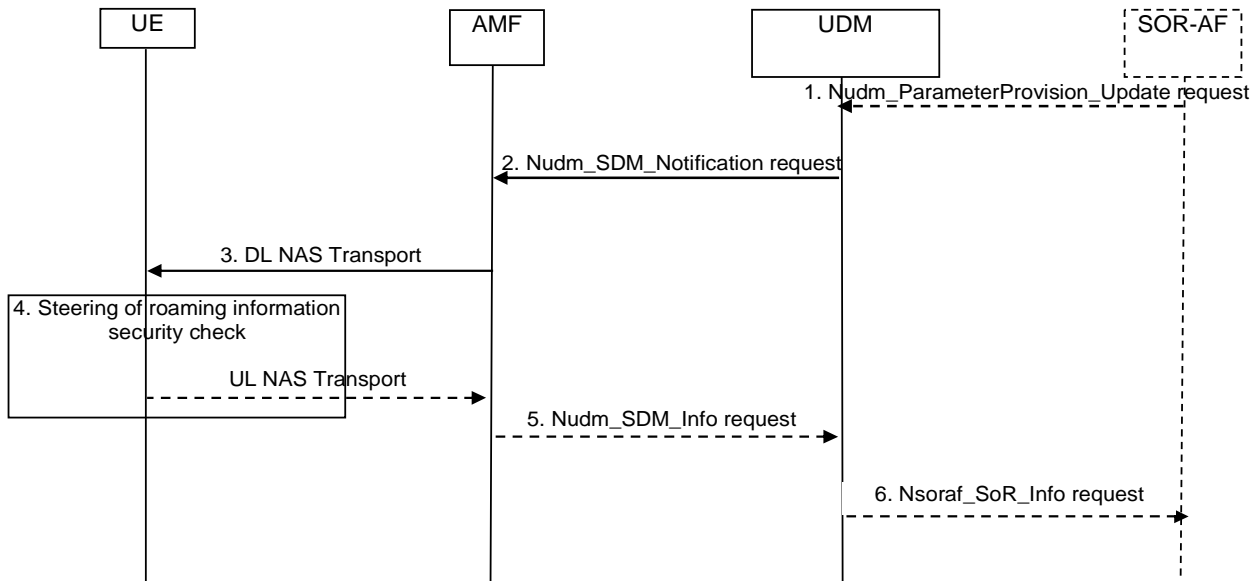 UE
AMF
UDM
SOR-AF
1. Nudm_ParameterProvision_Update request
2. Nudm_SDM_Notification request
3. DL NAS Transport
4. Steering of roaming information
security check
UL NAS Transport
5. Nudm_SDM_Info request
6. Nsoraf_SoR_Info request